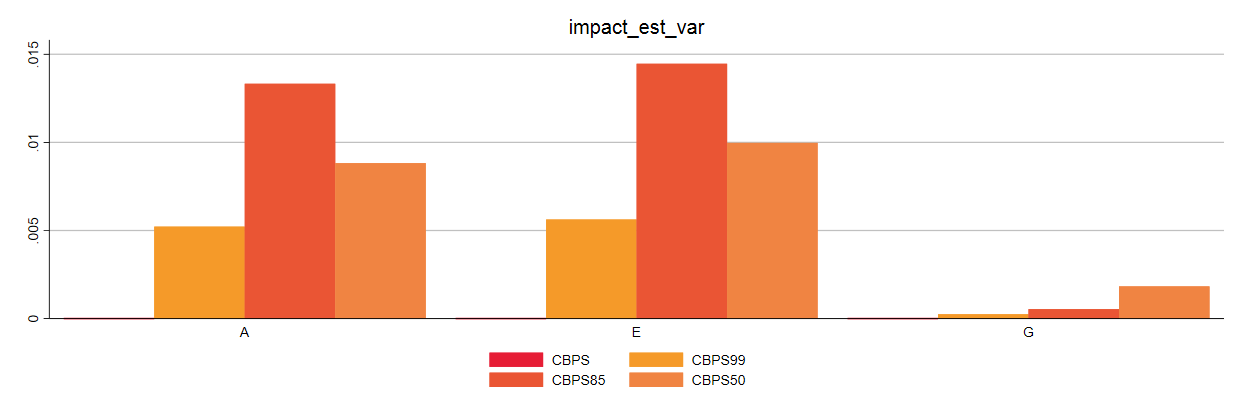 impact_est_var
.015
.01
.005
0
A E G
CBPS CBPS99
CBPS85 CBPS50